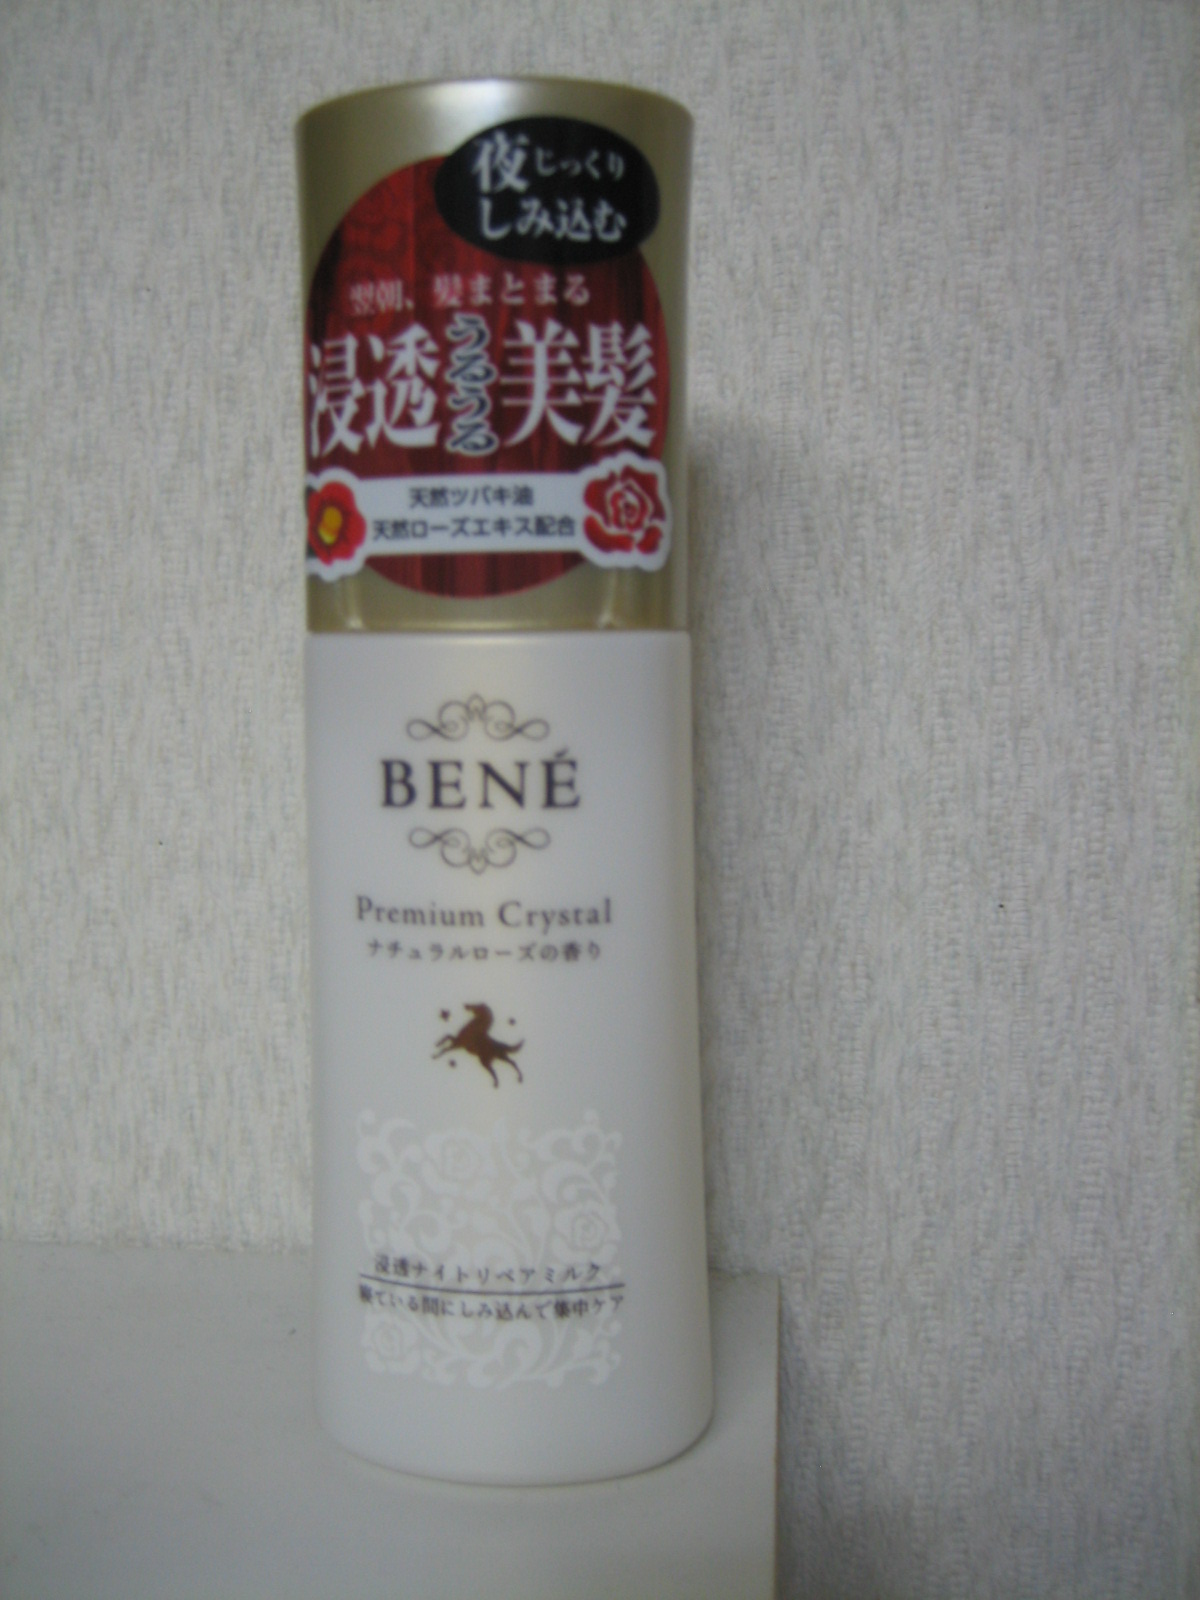 夜じっくり
しみ込む
翌朝、髪まとまる
浸透うるうる美髪
天然ツバキ油
天然ローズエキス配合
BENÉ
Premium Crystal
ナチュラルローズの香り
浸透ナイトリペアミルク
寝ている間にしみ込んで集中ケア